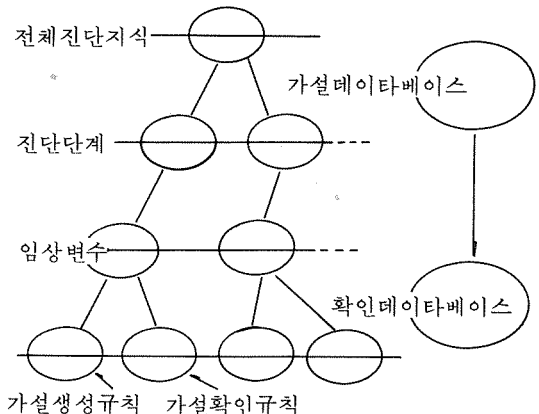 전체진단지식
가설데이타베이스
진단단계
임상변수
확인데이타베이스
가설생성규칙
가설확인규칙